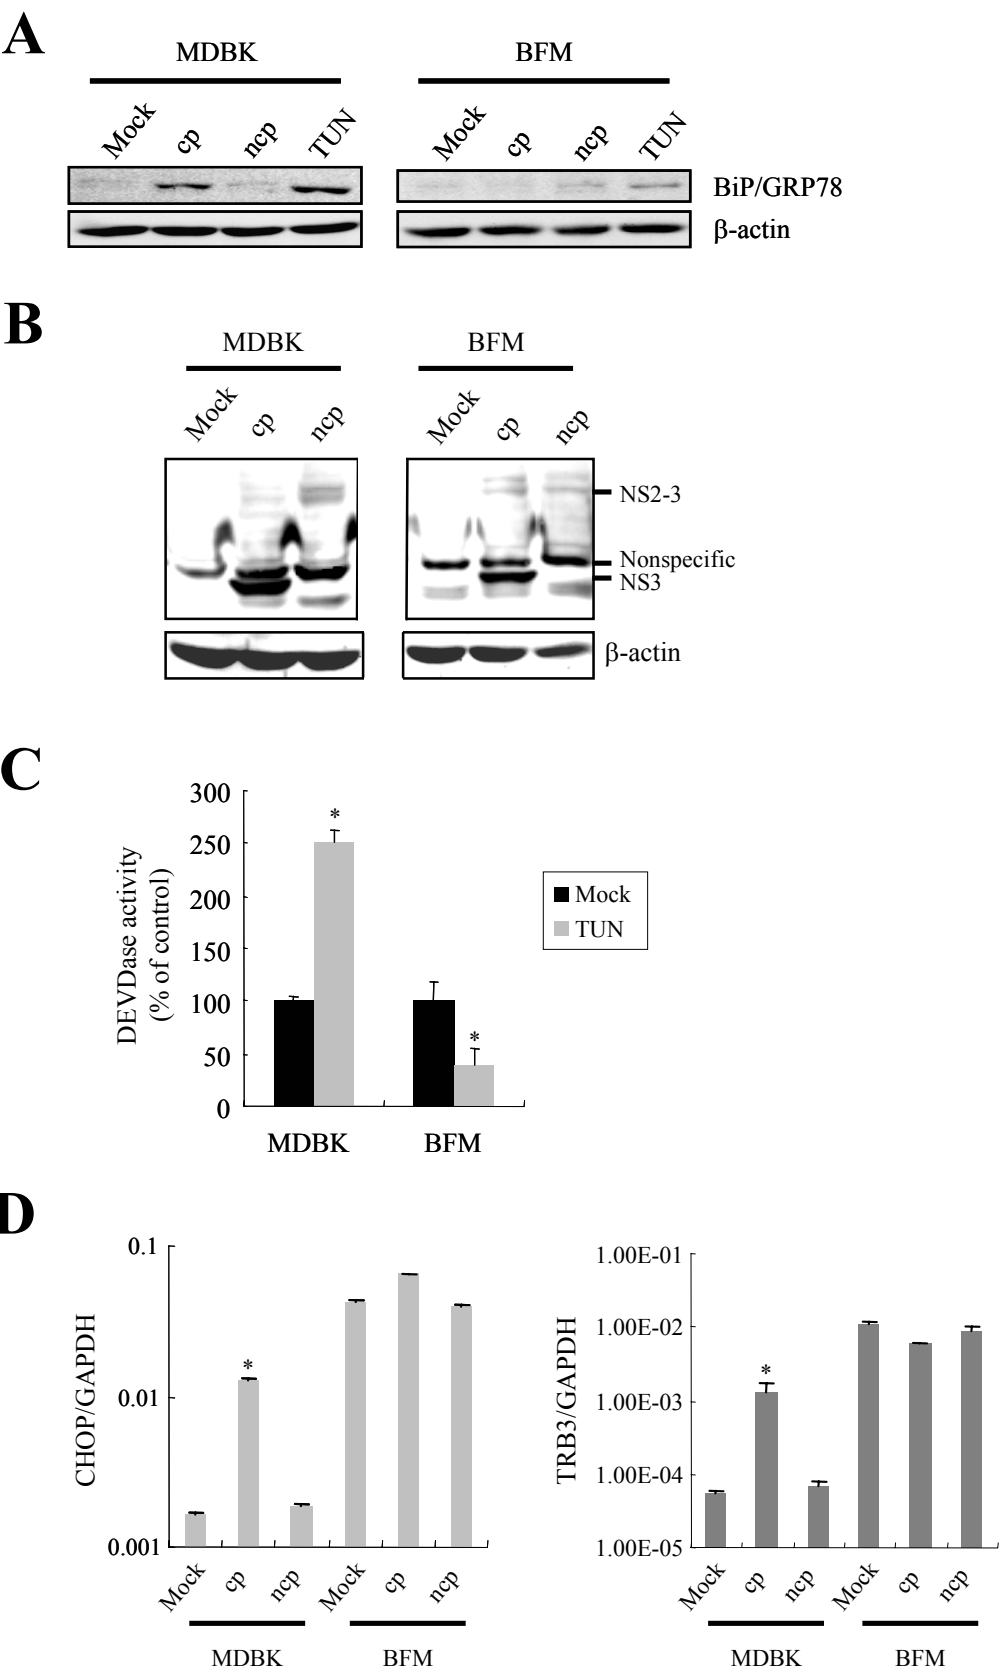 A
MDBK
BFM
Mock
cp
ncp
TUN
Mock
cp
ncp
TUN
BiP/GRP78
β-actin
B
MDBK
BFM
Mock
cp
ncp
Mock
cp
ncp
NS2-3
Nonspecific
NS3
β-actin
C
DEVDase activity
(% of control)
300
250
200
150
100
50
0
*
*
MDBK
BFM
Mock
TUN
D
CHOP/GAPDH
0.1
0.01
0.001
*
Mock
cp
ncp
Mock
cp
ncp
MDBK
BFM
TRB3/GAPDH
1.00E-01
1.00E-02
1.00E-03
1.00E-04
1.00E-05
*
Mock
cp
ncp
Mock
cp
ncp
MDBK
BFM